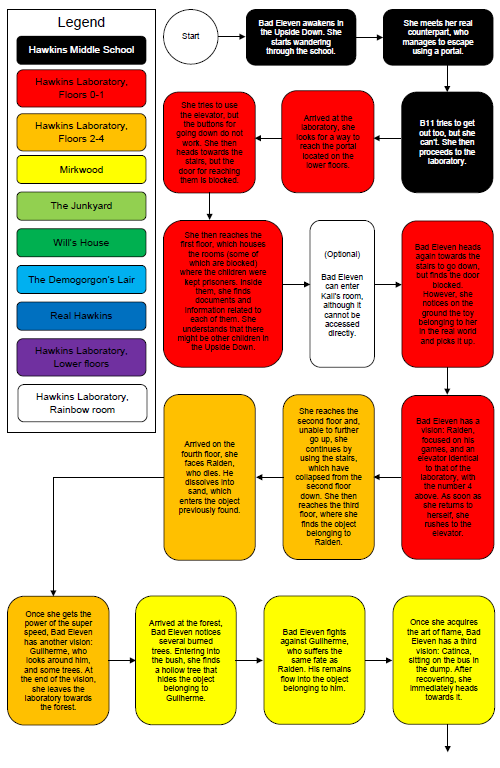 Legend
Hawkins Middle School
Hawkins Laboratory,
Floors 0-1
Hawkins Laboratory,
Floors 2-4
Mirkwood
The Junkyard
Will's House
The Demogorgon's Lair
Real Hawkins
Hawkins Laboratory,
Lower floors
Hawkins Laboratory,
Rainbow room
Start
Bad Eleven awakens in
the Upside Down. She
starts wandering
through the school.
She meets her real
counterpart, who
manages to escape
using a portal.
B11 tries to get
out too, but she
can't. She then
proceeds to the
laboratory.
Arrived at the
laboratory, she
looks for a way to
reach the portal
located on the
lower floors.
She tries to use
the elevator, but
the buttons for
going down do not
work. She then
heads towards the
stairs, but the
door for reaching
them is blocked.
She then reaches the
first floor, which houses
the rooms (some of
which are blocked)
where the children were
kept prisoners. Inside
them, she finds
documents and
information related to
each of them. She
understands that there
might be other children in
the Upside Down.
(Optional)
Bad Eleven
can enter
Kali's room,
although it
cannot be
accessed
directly.
Bad Eleven heads
again towards the
stairs to go down,
but finds the door
blocked.
However, she
notices on the
ground the toy
belonging to her
in the real world
and picks it up.
Bad Eleven has a
vision: Raiden,
focused on his
games, and an
elevator identical
to that of the
laboratory, with
the number 4
above. As soon as
she returns to
herself, she
rushes to the
elevator.
She reaches the
second floor and,
unable to further
go up, she
continues by
using the stairs,
which have
collapsed from the
second floor
down. She then
reaches the third
floor, where she
finds the object
belonging to
Raiden.
Arrived on the
fourth floor, she
faces Raiden,
who dies. He
dissolves into
sand, which
enters the object
previously found.
Once she gets the
power of the super
speed, Bad Eleven
has another vision:
Guilherme, who
looks around him,
and some trees. At
the end of the vision,
she leaves the
laboratory towards
the forest.
Arrived at the forest,
Bad Eleven notices
several burned
trees. Entering into
the bush, she finds
a hollow tree that
hides the object
belonging to
Guilherme.
Bad Eleven fights
against Guilherme,
who suffers the
same fate as
Raiden. His remains
flow into the object
belonging to him.
Once she acquires
the art of flame, Bad
Eleven has a third
vision: Catinca,
sitting on the bus in
the dump. After
recovering, she
immediately heads
towards it.